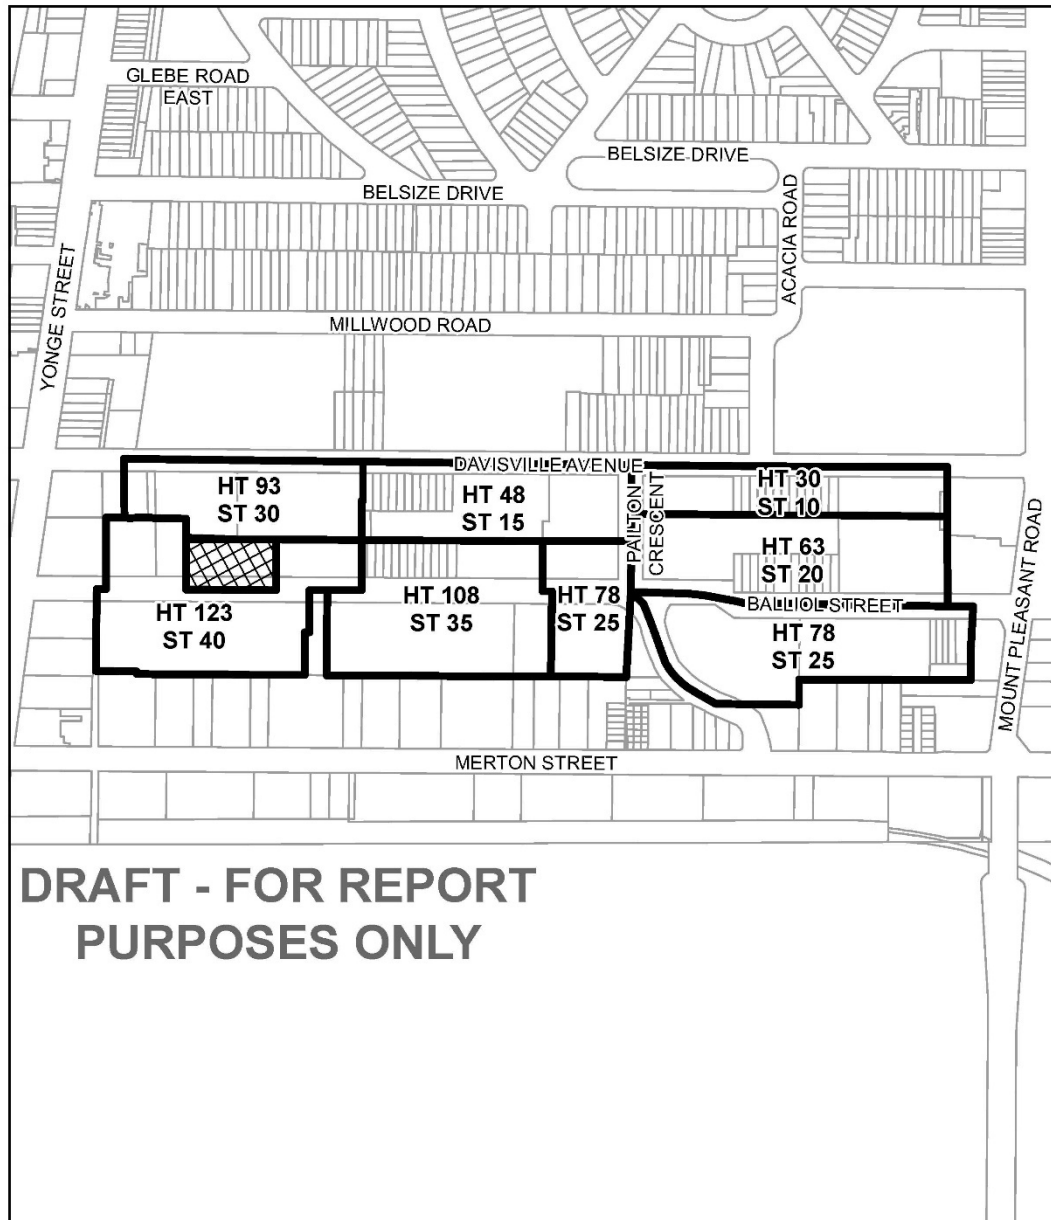 GLEBE ROAD
EAST
BELSIZE DRIVE
BELSIZE DRIVE
ACACIA ROAD
YONGE STREET
MILLWOOD ROAD
DAVISVILLE AVENUE
HT 93
ST 30
HT 48
ST 15
PAILTON
CRESCENT
HT 30
ST 10
HT 63
ST 20
MOUNT PLEASANT ROAD
HT 123
ST 40
HT 108
ST 35
HT 78
ST 25
BALLIOL STREET
HT 78
ST 25
MERTON STREET
DRAFT - FOR REPORT
PURPOSES ONLY